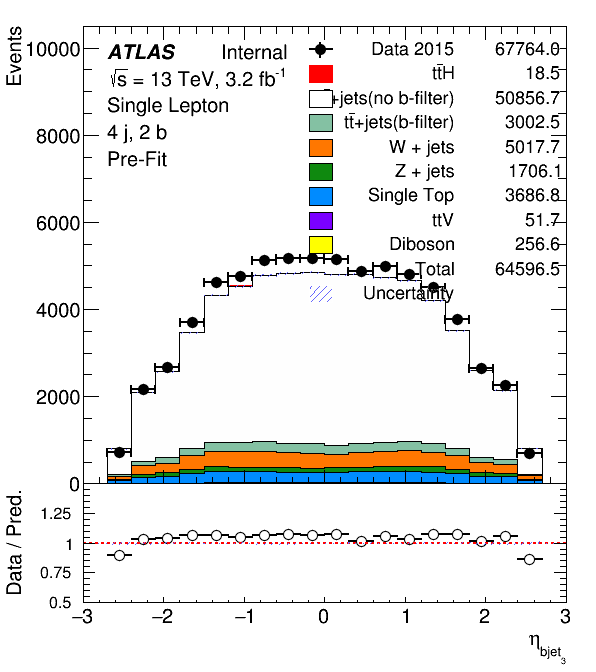 Events
10000
8000
6000
4000
2000
0
ATLAS Internal
√s = 13 TeV, 3.2 fb-1
Single Lepton
4 j, 2 b
Pre-Fit
Data 2015 67764.0
tt̄H 18.5
+jets(no b-filter) 50856.7
tt̄+jets(b-filter) 3002.5
W + jets 5017.7
Z + jets 1706.1
Single Top 3686.8
ttV 51.7
Diboson 256.6
Total 64596.5
Uncertainty
Data / Pred.
1.25
1
0.75
0.5
−3 −2 −1 0 1 2 3
ηbjet3